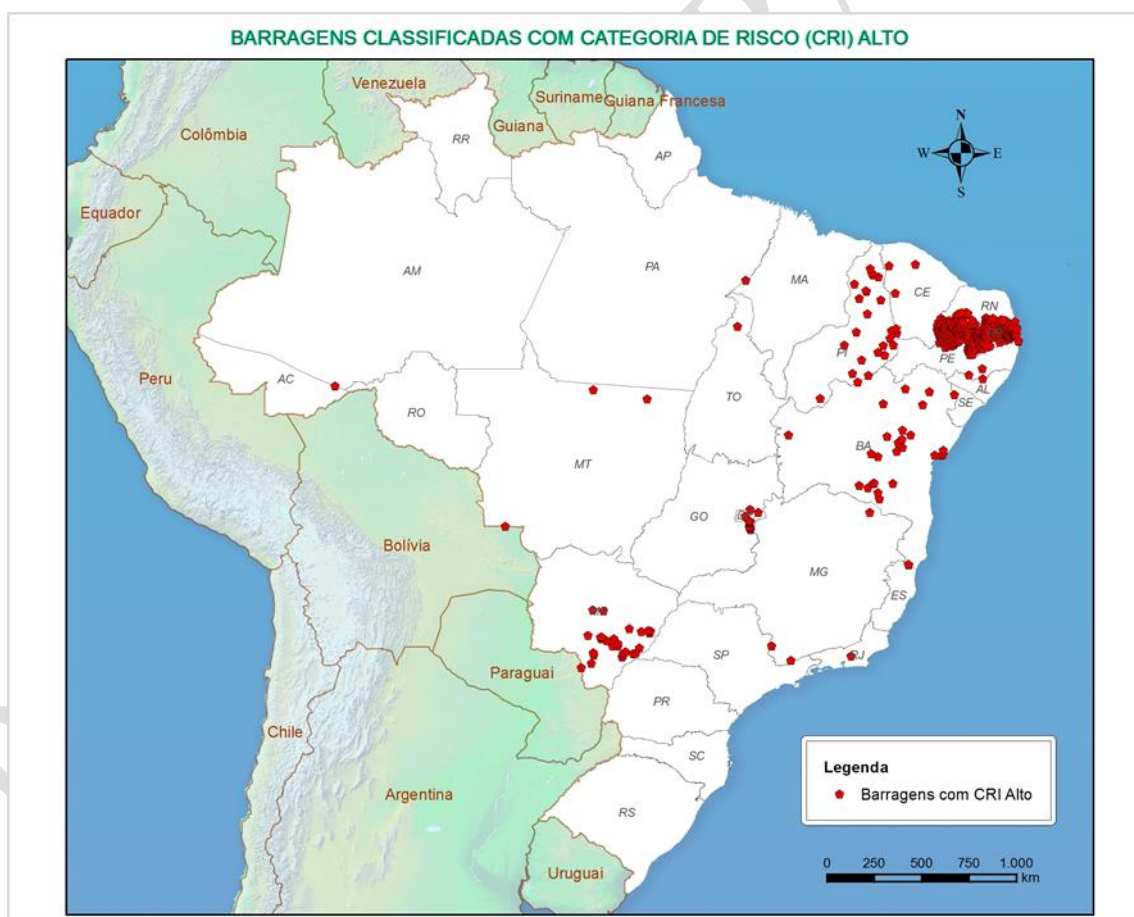 BARRAGENS CLASSIFICADAS COM CATEGORIA DE RISCO (CRI) ALTO
Venezuela
Suriname
Guiana Francesa
Guiana
Colômbia
RR
AP
N
W
E
S
Equador
AM
PA
MA
CE
RN
PI
PE
AC
Peru
RO
TO
AL
SE
MT
BA
GO
Bolívia
MG
ES
SP
RJ
Paraguai
PR
Chile
SC
Argentina
RS
Uruguai
Legenda
Barragens com CRI Alto
0 250 500 750 1.000
km